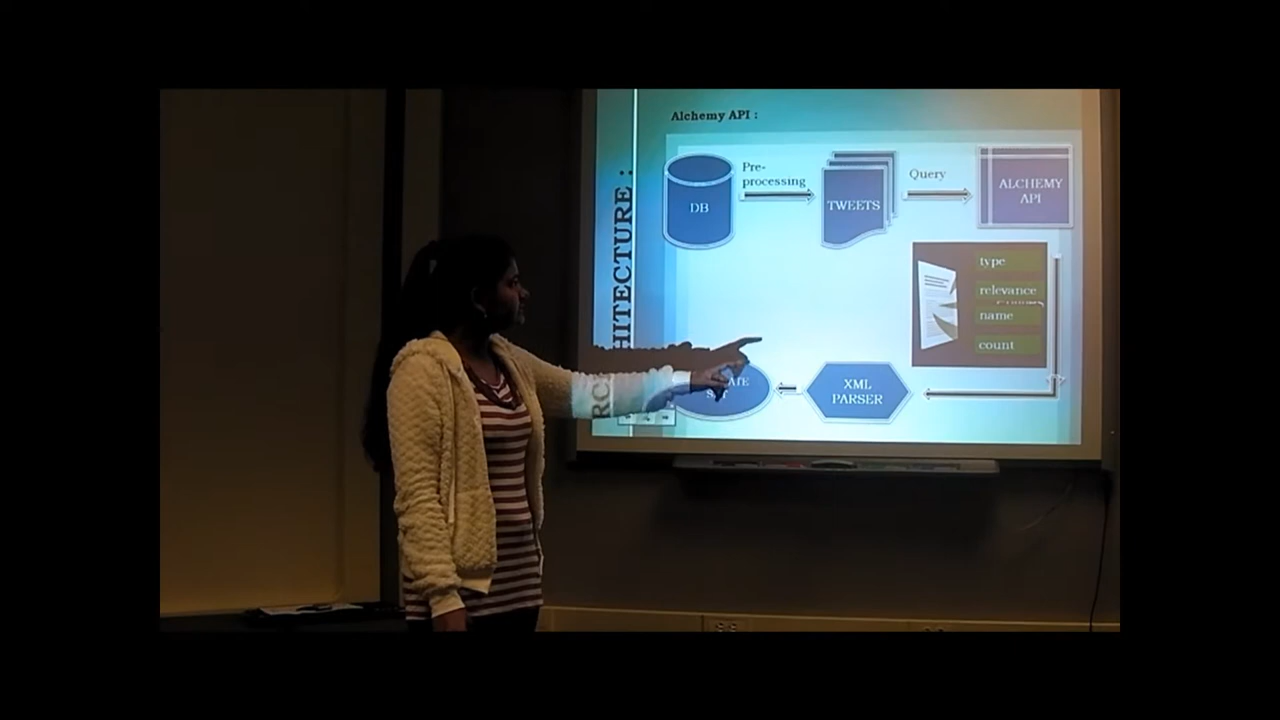 Alchemy API :
HITECTURE :
Pre-
processing
Query
DB
TWEETS
ALCHEMY
API
type
relevance
name
count
XML
PARSER